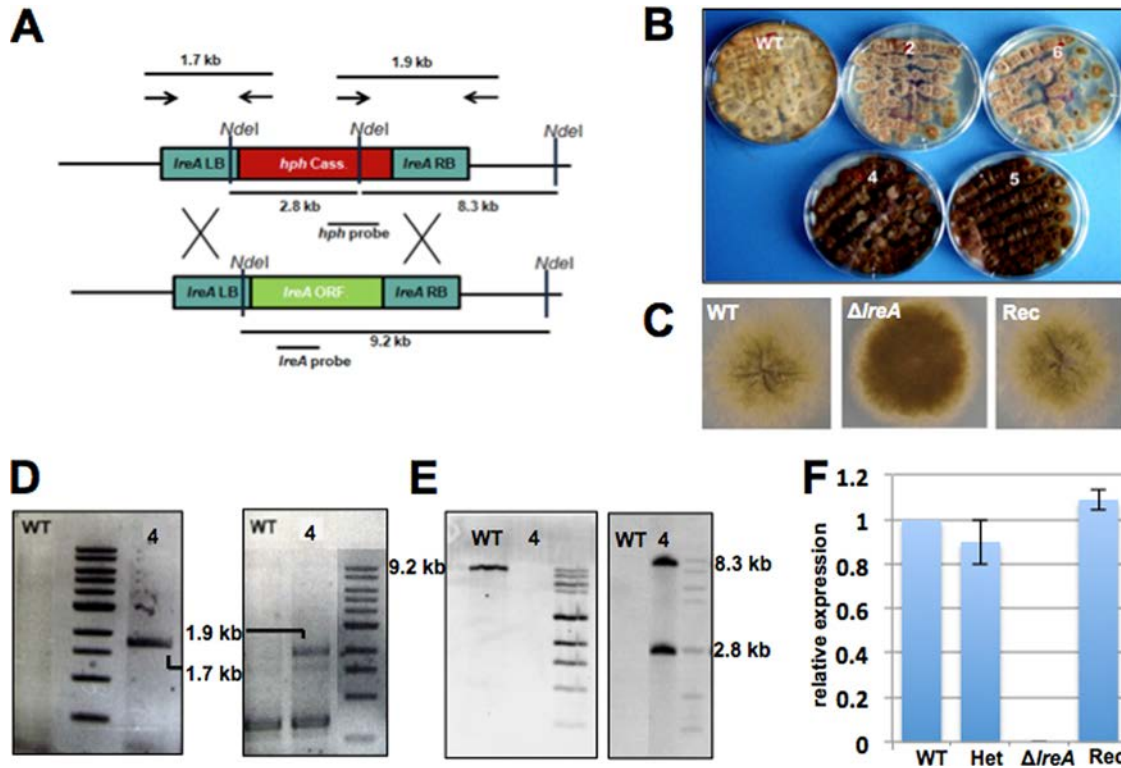 A
1.7 kb
1.9 kb
NdeI
NdeI
NdeI
lreA LB
hph Cass.
lreA RB
2.8 kb
8.3 kb
hph probe
NdeI
NdeI
lreA LB
lreA ORF.
lreA RB
9.2 kb
lreA probe
B
WT
2
6
4
5
C
WT
ΔlreA
Rec
D
WT
4
1.7 kb
WT
4
1.9 kb
E
WT
4
9.2 kb
WT
4
8.3 kb
2.8 kb
F
relative expression
1.2
1
0.8
0.6
0.4
0.2
0
WT
Het
ΔlreA
Rec